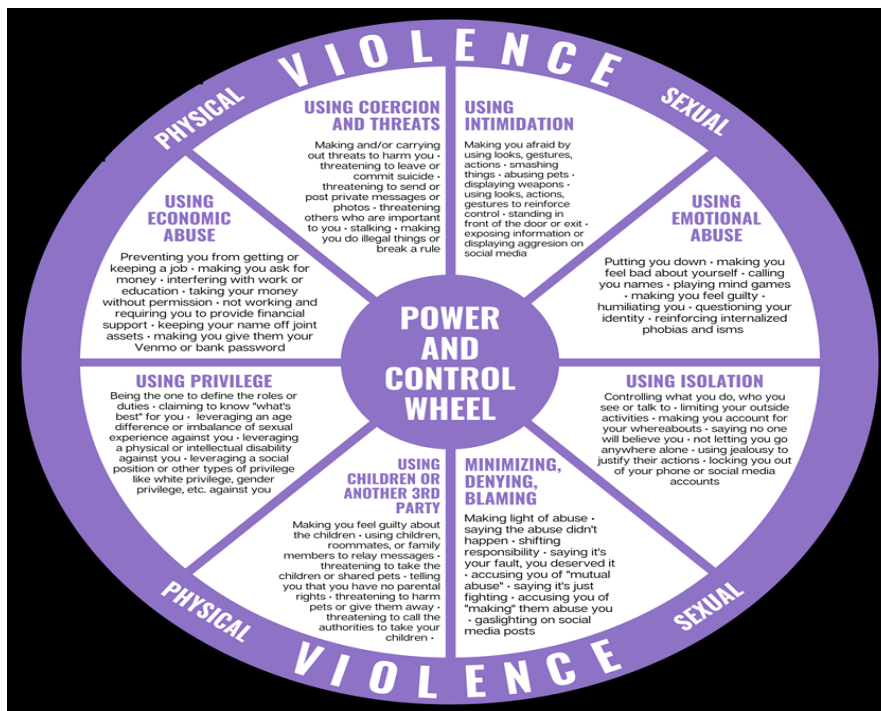 VIOLENCE
PHYSICAL
SEXUAL
USING COERCION
AND THREATS
Making and/or carrying
out threats to harm you •
threatening to leave or
commit suicide •
threatening to send or
post private messages or
photos • threatening
others who are important
to you • stalking • making
you do illegal things or
break a rule
USING
INTIMIDATION
Making you afraid by
using looks, gestures,
actions • smashing
things • abusing pets •
displaying weapons •
using looks, actions,
gestures to reinforce
control • standing in
front of the door or exit •
exposing information or
displaying aggresion on
social media
USING
ECONOMIC
ABUSE
Preventing you from getting or
keeping a job • making you ask for
money • interfering with work or
education • taking your money
without permission • not working and
requiring you to provide financial
support • keeping your name off joint
assets • making you give them your
Venmo or bank password
USING
EMOTIONAL
ABUSE
Putting you down • making you
feel bad about yourself • calling
you names • playing mind games
• making you feel guilty •
humiliating you • questioning your
identity • reinforcing internalized
phobias and isms
POWER
AND
CONTROL
WHEEL
USING PRIVILEGE
Being the one to define the roles or
duties • claiming to know "what's
best" for you • leveraging an age
difference or imbalance of sexual
experience against you • leveraging
a physical or intellectual disability
against you • leveraging a social
position or other types of privilege
like white privilege, gender
privilege, etc. against you
USING ISOLATION
Controlling what you do, who you
see or talk to • limiting your outside
activities • making you account for
your whereabouts • saying no one
will believe you • not letting you go
anywhere alone • using jealousy to
justify their actions • locking you out
of your phone or social media
accounts
USING
CHILDREN OR
ANOTHER 3RD
PARTY
Making you feel guilty about
the children • using children,
roommates, or family
members to relay messages •
threatening to take the
children or shared pets • telling
you that you have no parental
rights • threatening to harm
pets or give them away •
threatening to call the
authorities to take your
children •
MINIMIZING,
DENYING,
BLAMING
Making light of abuse •
saying the abuse didn't
happen • shifting
responsibility • saying it's
your fault, you deserved it
• accusing you of "mutual
abuse" • saying it's just
fighting • accusing you of
"making" them abuse you
• gaslighting on social
media posts
PHYSICAL
SEXUAL
VIOLENCE